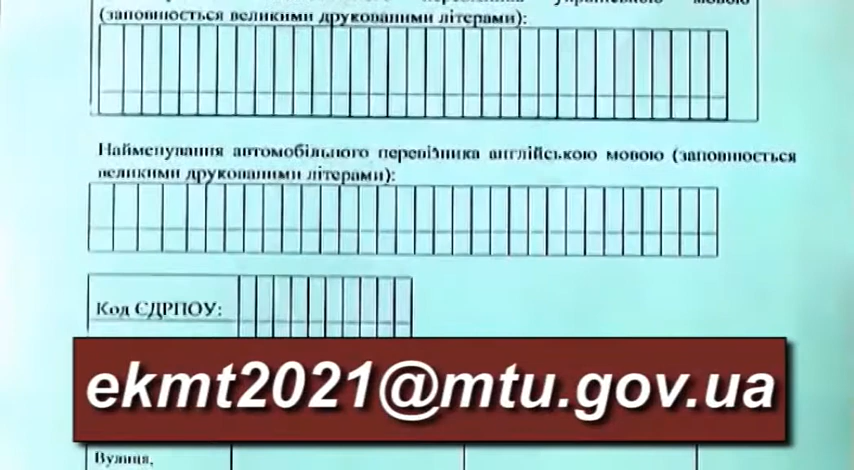 (заповнюється великими друкованими літерами):
Найменування автомобільного перевізника англійською мовою (заповнюється
великими друкованими літерами):
Код ЄДРПОУ:
ekmt2021@mtu.gov.ua
Вулиця,